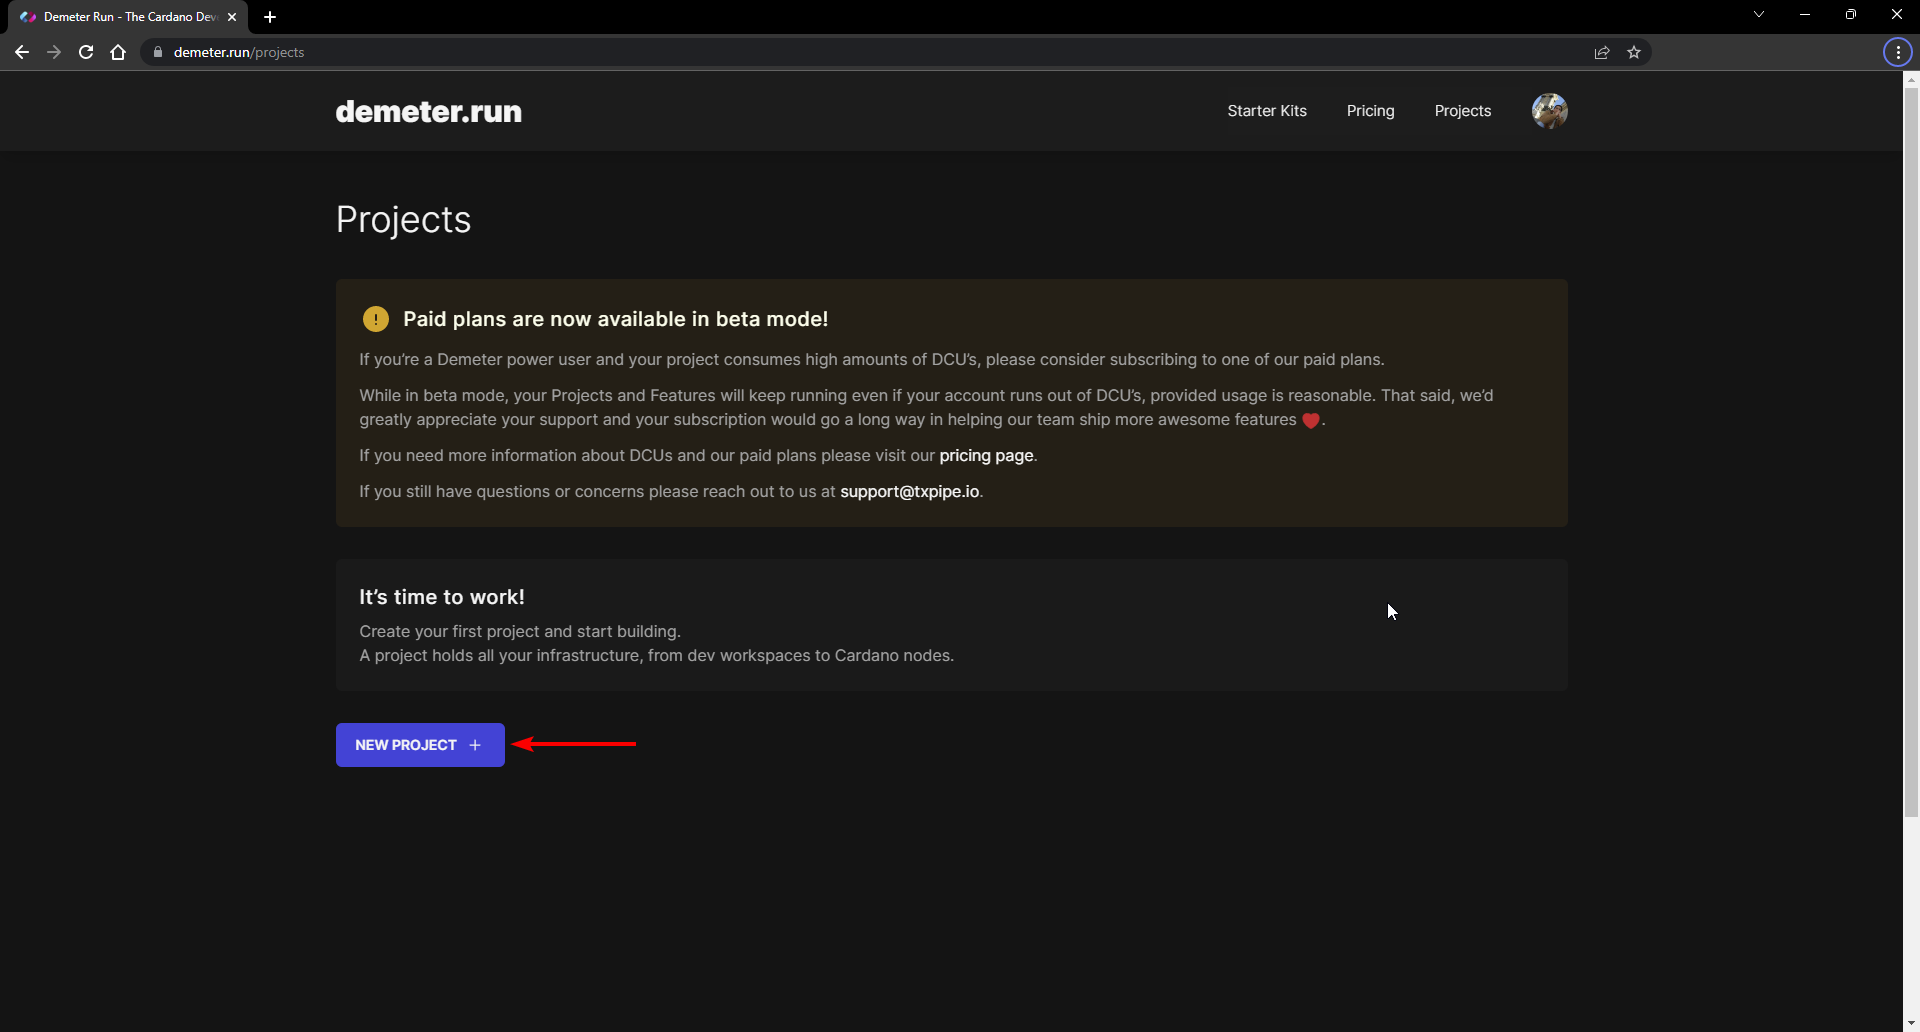 Demeter Run - The Cardano Dev
demeter.run/projects
demeter.run
Starter Kits
Pricing
Projects
Projects
Paid plans are now available in beta mode!
If you're a Demeter power user and your project consumes high amounts of DCU's, please consider subscribing to one of our paid plans.
While in beta mode, your Projects and Features will keep running even if your account runs out of DCU's, provided usage is reasonable. That said, we'd
greatly appreciate your support and your subscription would go a long way in helping our team ship more awesome features ❤️.
If you need more information about DCUs and our paid plans please visit our pricing page.
If you still have questions or concerns please reach out to us at support@txpipe.io.
It's time to work!
Create your first project and start building.
A project holds all your infrastructure, from dev workspaces to Cardano nodes.
NEW PROJECT +